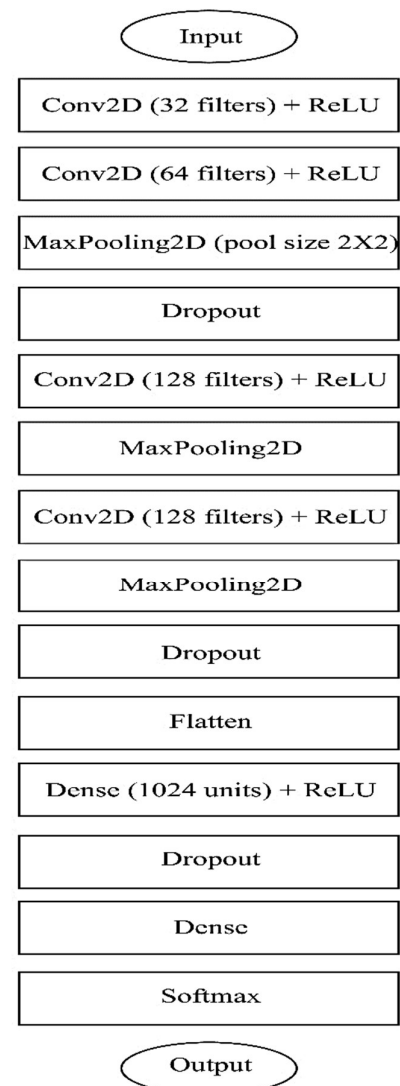 Input
Conv2D (32 filters) + ReLU
Conv2D (64 filters) + ReLU
MaxPooling2D (pool size 2X2)
Dropout
Conv2D (128 filters) + ReLU
MaxPooling2D
Conv2D (128 filters) + ReLU
MaxPooling2D
Dropout
Flatten
Dense (1024 units) + ReLU
Dropout
Dense
Softmax
Output